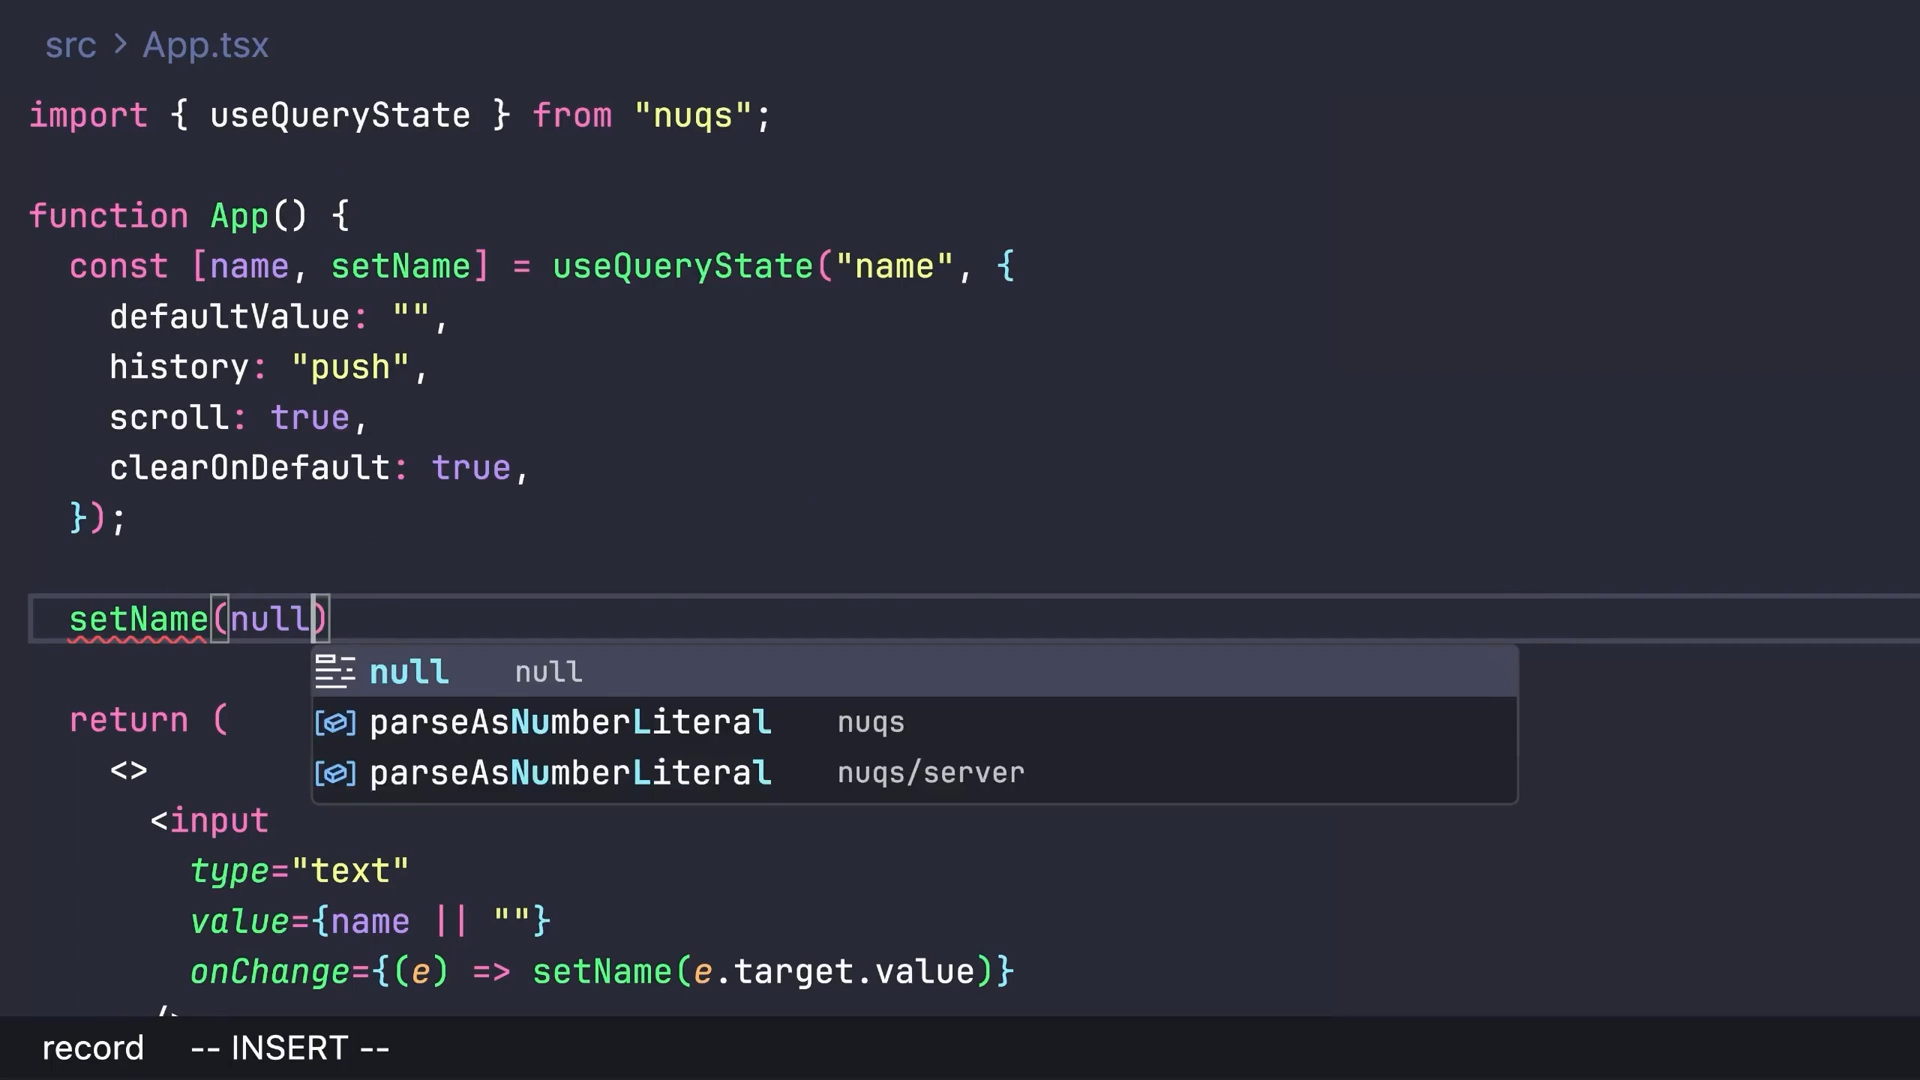 src > App.tsx
import { useQueryState } from "nuqs";
function App() {
  const [name, setName] = useQueryState("name", {
    defaultValue: "",
    history: "push",
    scroll: true,
    clearOnDefault: true,
  });
  setName(null)
null null
parseAsNumberLiteral nuqs
parseAsNumberLiteral nuqs/server
  return (
    <>
      <input
        type="text"
        value={name || ""}
        onChange={(e) => setName(e.target.value)}
      />
record -- INSERT --